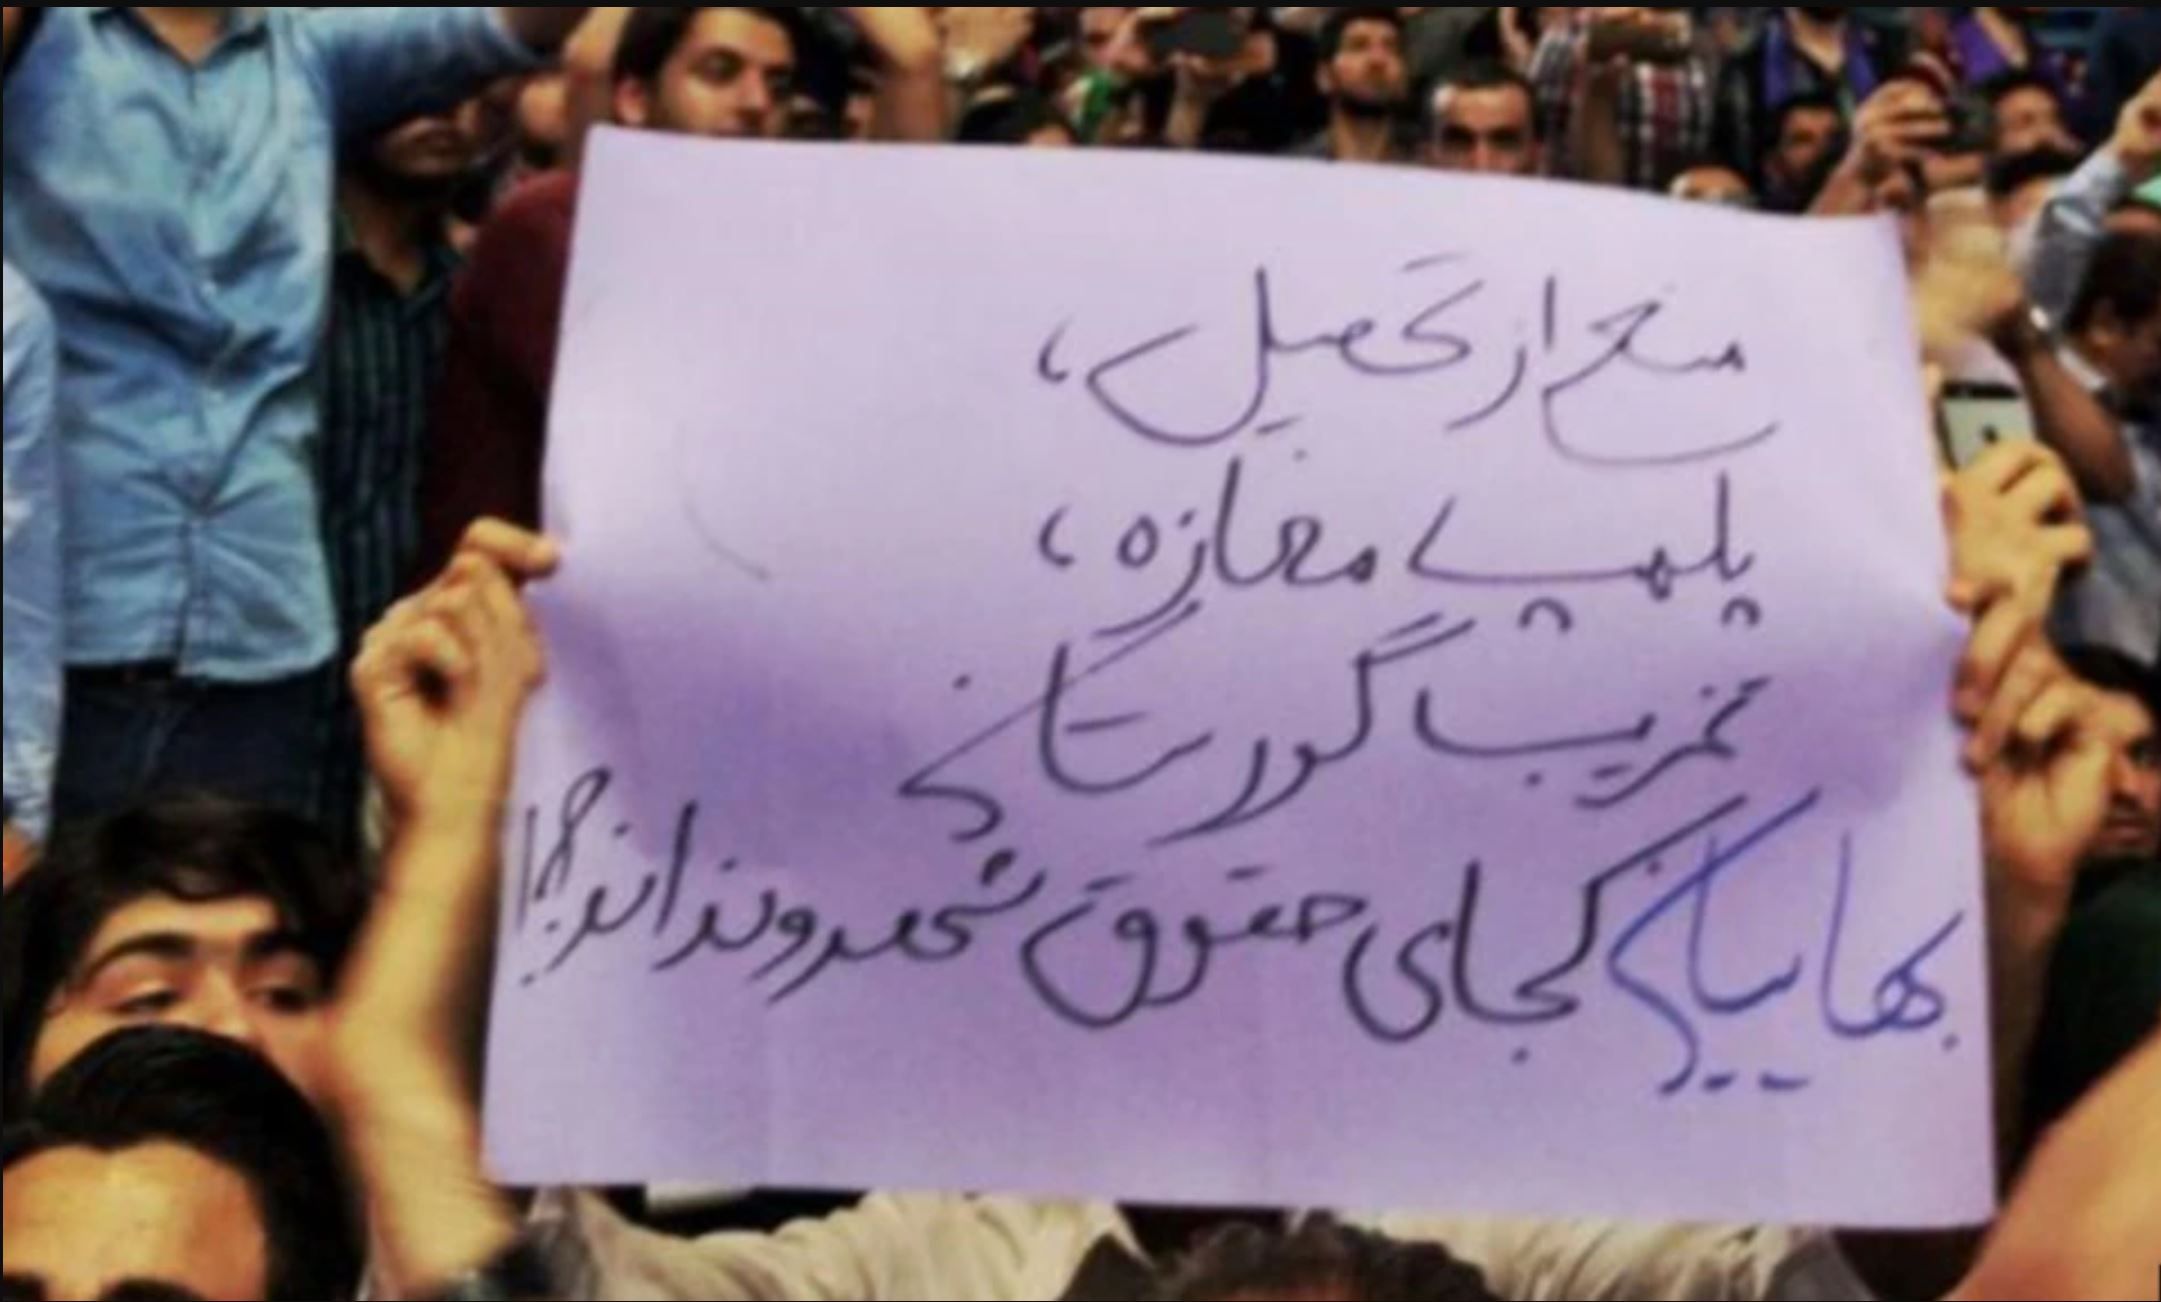 منع از تحصیل،
پلمپ مغازه،
تخریب گورستان
بهاییان کجای حقوق شهروندی‌اند؟!